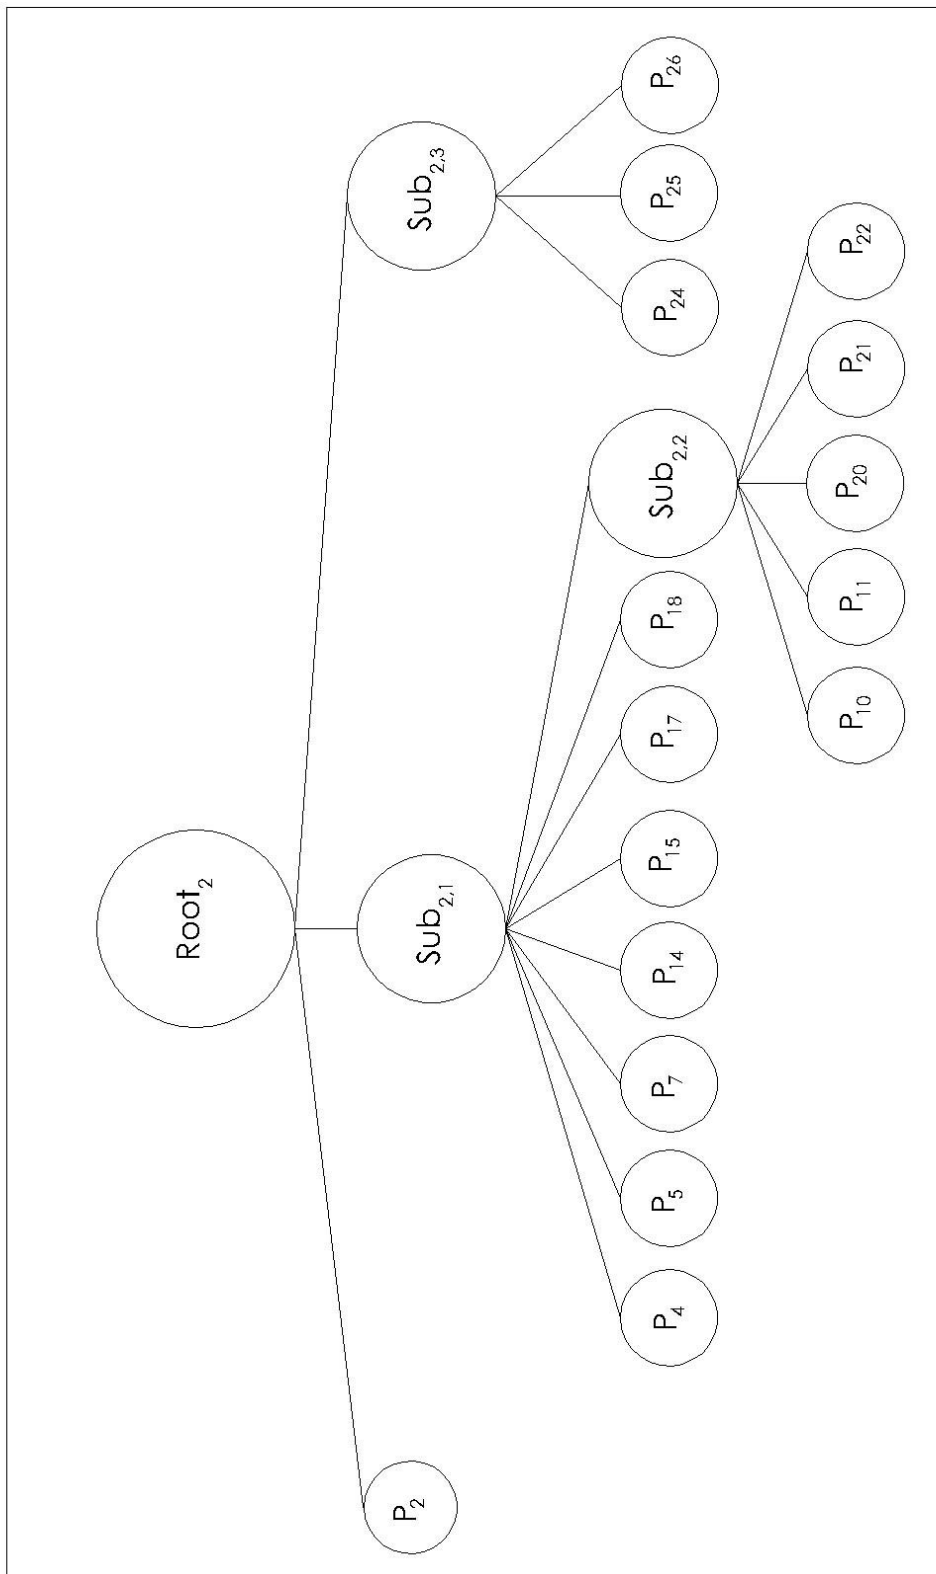 Root₂
P₂
Sub₂,₁
Sub₂,₃
P₄
P₅
P₇
P₁₄
P₁₅
P₁₇
P₁₈
Sub₂,₂
P₂₄
P₂₅
P₂₆
P₁₀
P₁₁
P₂₀
P₂₁
P₂₂